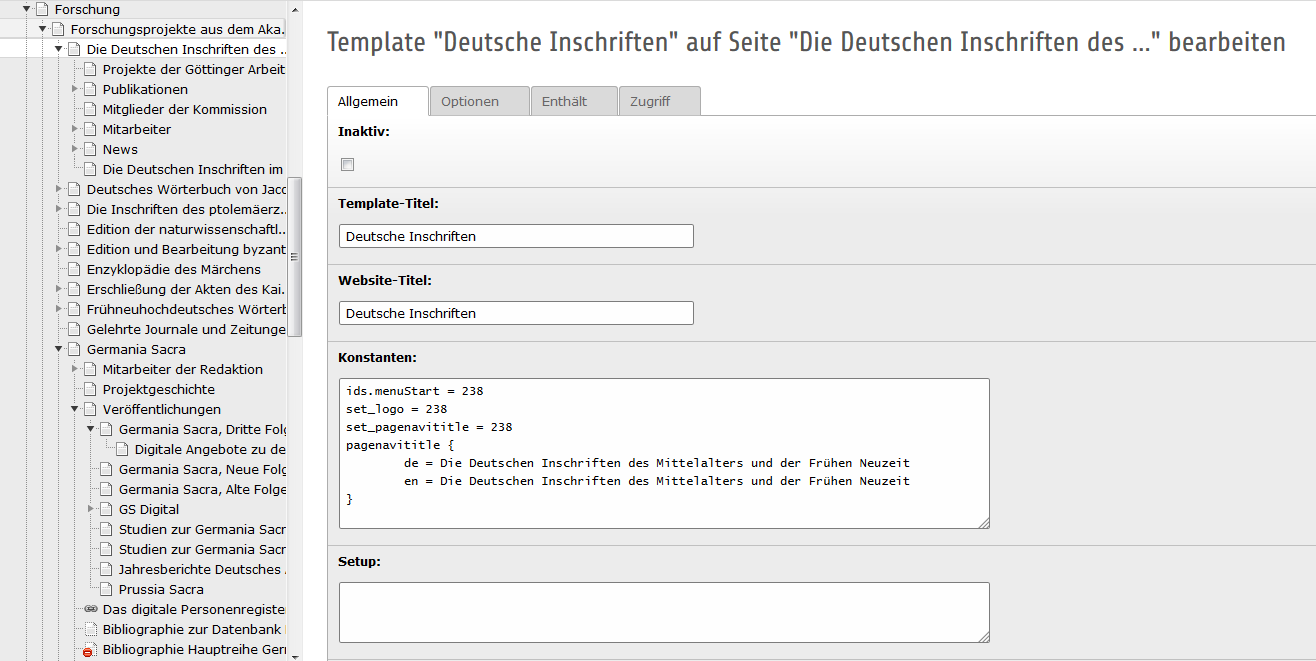 Forschung
Forschungsprojekte aus dem Aka.
Die Deutschen Inschriften des ..
Projekte der Göttinger Arbeit
Publikationen
Mitglieder der Kommission
Mitarbeiter
News
Die Deutschen Inschriften im
Deutsches Wörterbuch von Jacc
Die Inschriften des ptolemäerz..
Edition der naturwissenschaftl..
Edition und Bearbeitung byzant
Enzyklopädie des Märchens
Erschließung der Akten des Kai.
Frühneuhochdeutsches Wörterb
Gelehrte Journale und Zeitunge
Germania Sacra
Mitarbeiter der Redaktion
Projektgeschichte
Veröffentlichungen
Germania Sacra, Dritte Folg
Digitale Angebote zu de
Germania Sacra, Neue Folg
Germania Sacra, Alte Folge
GS Digital
Studien zur Germania Sacr
Studien zur Germania Sacr
Jahresberichte Deutsches .
Prussia Sacra
Das digitale Personenregiste
Bibliographie zur Datenbank
Bibliographie Hauptreihe Geri
Template "Deutsche Inschriften" auf Seite "Die Deutschen Inschriften des ..." bearbeiten
Allgemein Optionen Enthält Zugriff
Inaktiv:
Template-Titel:
Deutsche Inschriften
Website-Titel:
Deutsche Inschriften
Konstanten:
ids.menuStart = 238
set_logo = 238
set_pagenavititle = 238
pagenavititle {
de = Die Deutschen Inschriften des Mittelalters und der Frühen Neuzeit
en = Die Deutschen Inschriften des Mittelalters und der Frühen Neuzeit
}
Setup: